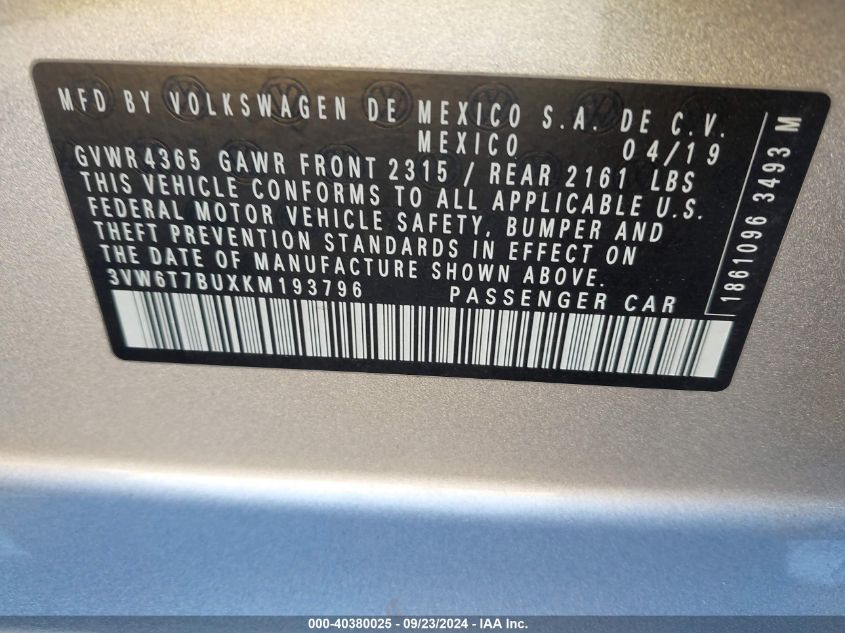 MFD BY VOLKSWAGEN DE MEXICO S.A. DE C.V.
MEXICO 04/19
GVWR 4365 GAWR FRONT 2315 / REAR 2161 LBS
THIS VEHICLE CONFORMS TO ALL APPLICABLE U.S.
FEDERAL MOTOR VEHICLE SAFETY, BUMPER AND
THEFT PREVENTION STANDARDS IN EFFECT ON
THE DATE OF MANUFACTURE SHOWN ABOVE.
3VW6T7BUXKM193796 PASSENGER CAR
1861096 3493 M
000-40380025 - 09/23/2024 - IAA Inc.